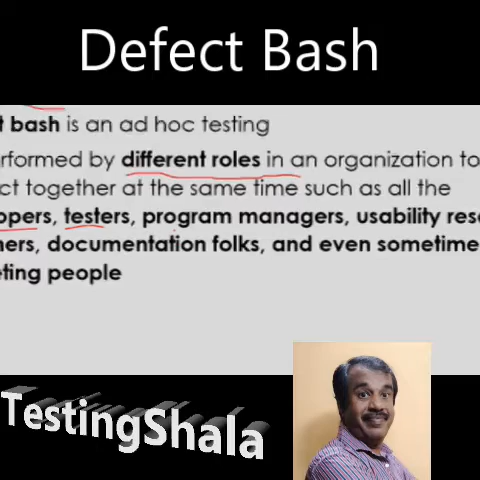 Defect Bash
t bash is an ad hoc testing
rformed by different roles in an organization to
ct together at the same time such as all the
opers, testers, program managers, usability res
ners, documentation folks, and even sometime
ting people
TestingShala